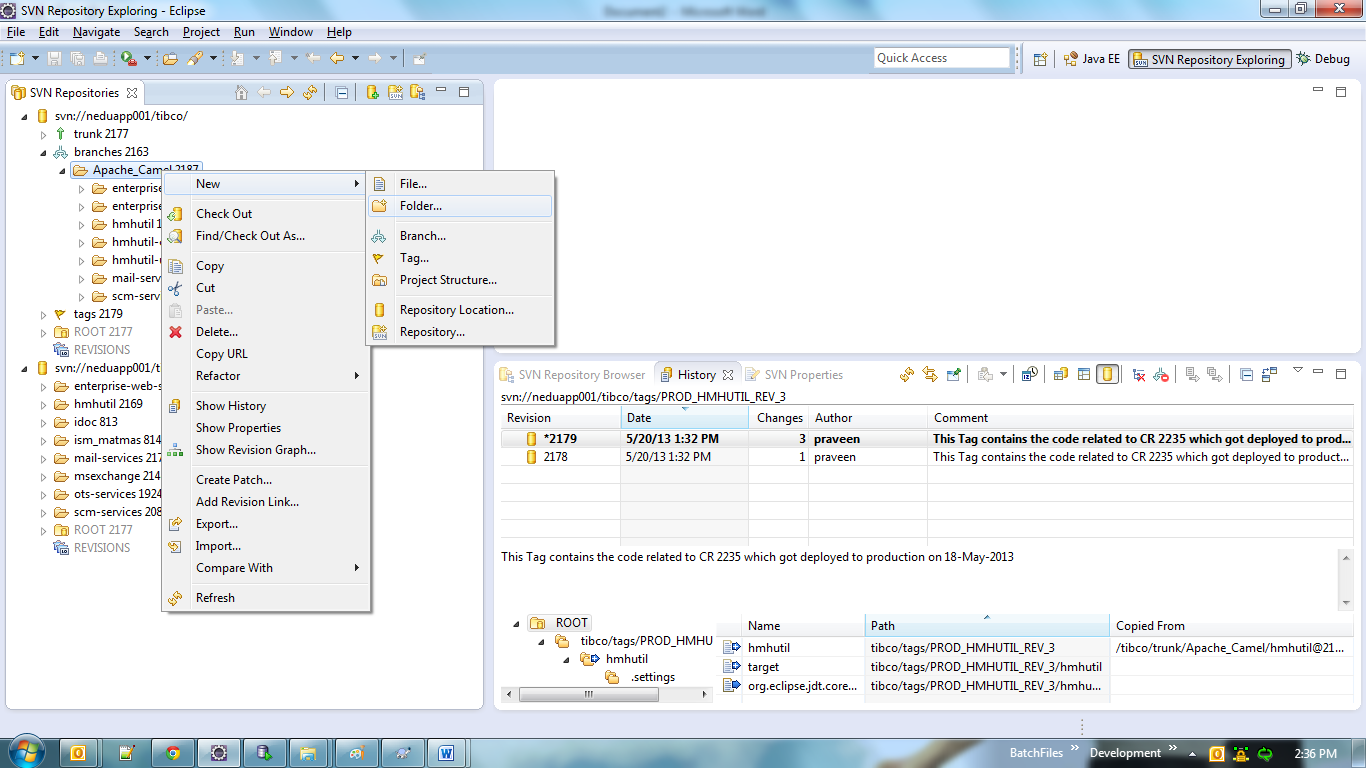 SVN Repository Exploring - Eclipse
File Edit Navigate Search Project Run Window Help
Quick Access
Java EE
SVN Repository Exploring
Debug
SVN Repositories
svn://neduapp001/tibco/
trunk 2177
branches 2163
Apache_Camel 2187
enterprise
enterprise
hmhutil 1
hmhutil-
hmhutil-
mail-serv
scm-serv
tags 2179
ROOT 2177
REVISIONS
svn://neduapp001/t
enterprise-web-s
hmhutil 2169
idoc 813
ism_matmas 814
mail-services 217
msexchange 214
ots-services 1924
scm-services 208
ROOT 2177
REVISIONS
New
Check Out
Find/Check Out As...
Copy
Cut
Paste...
Delete...
Copy URL
Refactor
Show History
Show Properties
Show Revision Graph...
Create Patch...
Add Revision Link...
Export...
Import...
Compare With
Refresh
File...
Folder...
Branch...
Tag...
Project Structure...
Repository Location...
Repository...
SVN Repository Browser
History
SVN Properties
svn://neduapp001/tibco/tags/PROD_HMHUTIL_REV_3
Revision Date Changes Author Comment
*2179 5/20/13 1:32 PM 3 praveen This Tag contains the code related to CR 2235 which got deployed to prod...
2178 5/20/13 1:32 PM 1 praveen This Tag contains the code related to CR 2235 which got deployed to product...
This Tag contains the code related to CR 2235 which got deployed to production on 18-May-2013
ROOT
tibco/tags/PROD_HMHU
hmhutil
.settings
Name Path Copied From
hmhutil tibco/tags/PROD_HMHUTIL_REV_3 /tibco/trunk/Apache_Camel/hmhutil@21...
target tibco/tags/PROD_HMHUTIL_REV_3/hmhutil
org.eclipse.jdt.core... tibco/tags/PROD_HMHUTIL_REV_3/hmhu...
BatchFiles
Development
2:36 PM